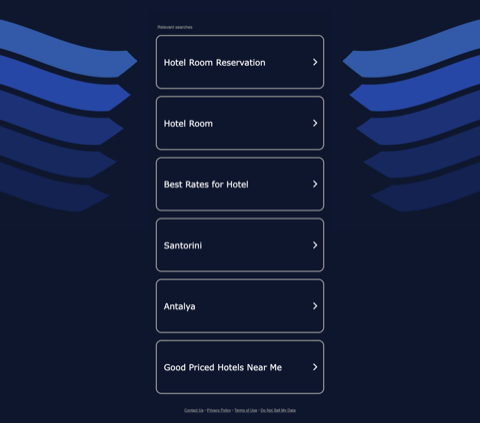 Relevant searches
Hotel Room Reservation
Hotel Room
Best Rates for Hotel
Santorini
Antalya
Good Priced Hotels Near Me
Contact Us - Privacy Policy - Terms of Use - Do Not Sell My Data